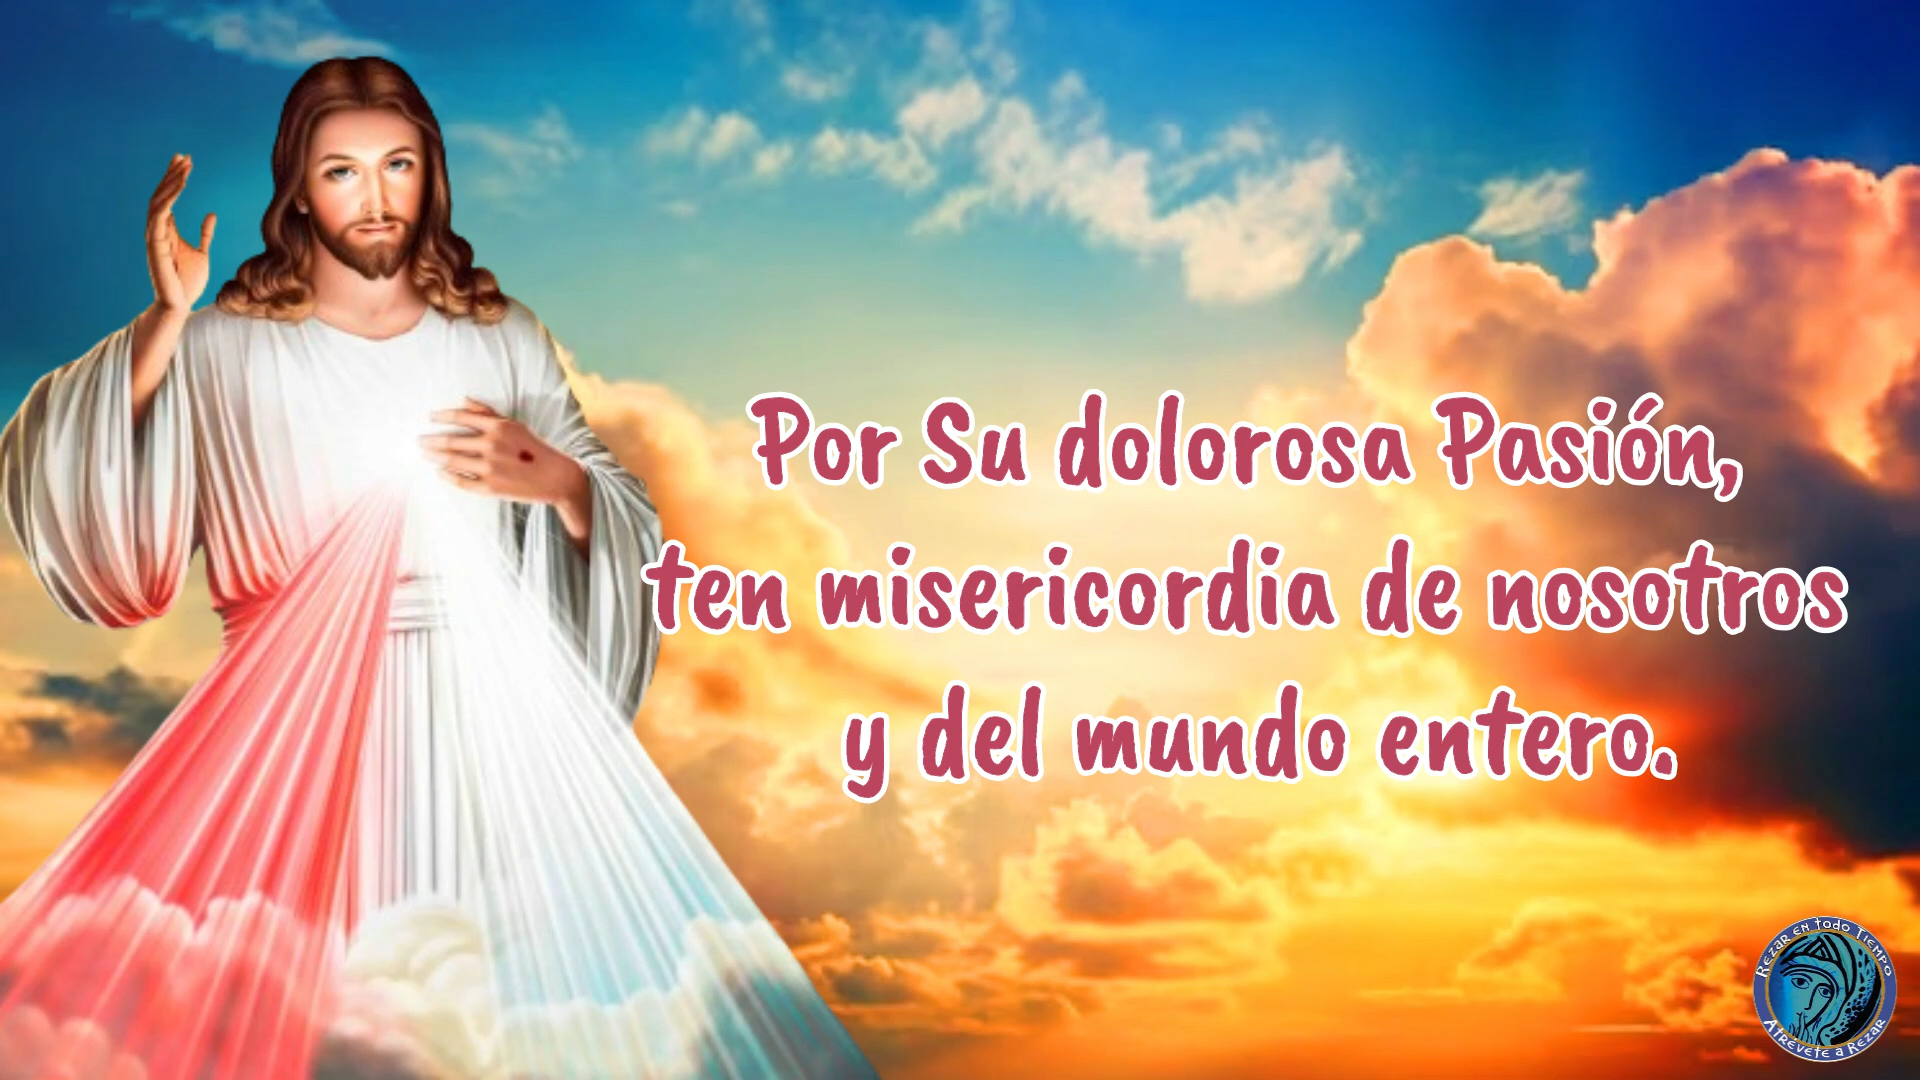 Por Su dolorosa Pasión,
ten misericordia de nosotros
y del mundo entero.
Rezar en todo Tiempo
Atrévete a Rezar